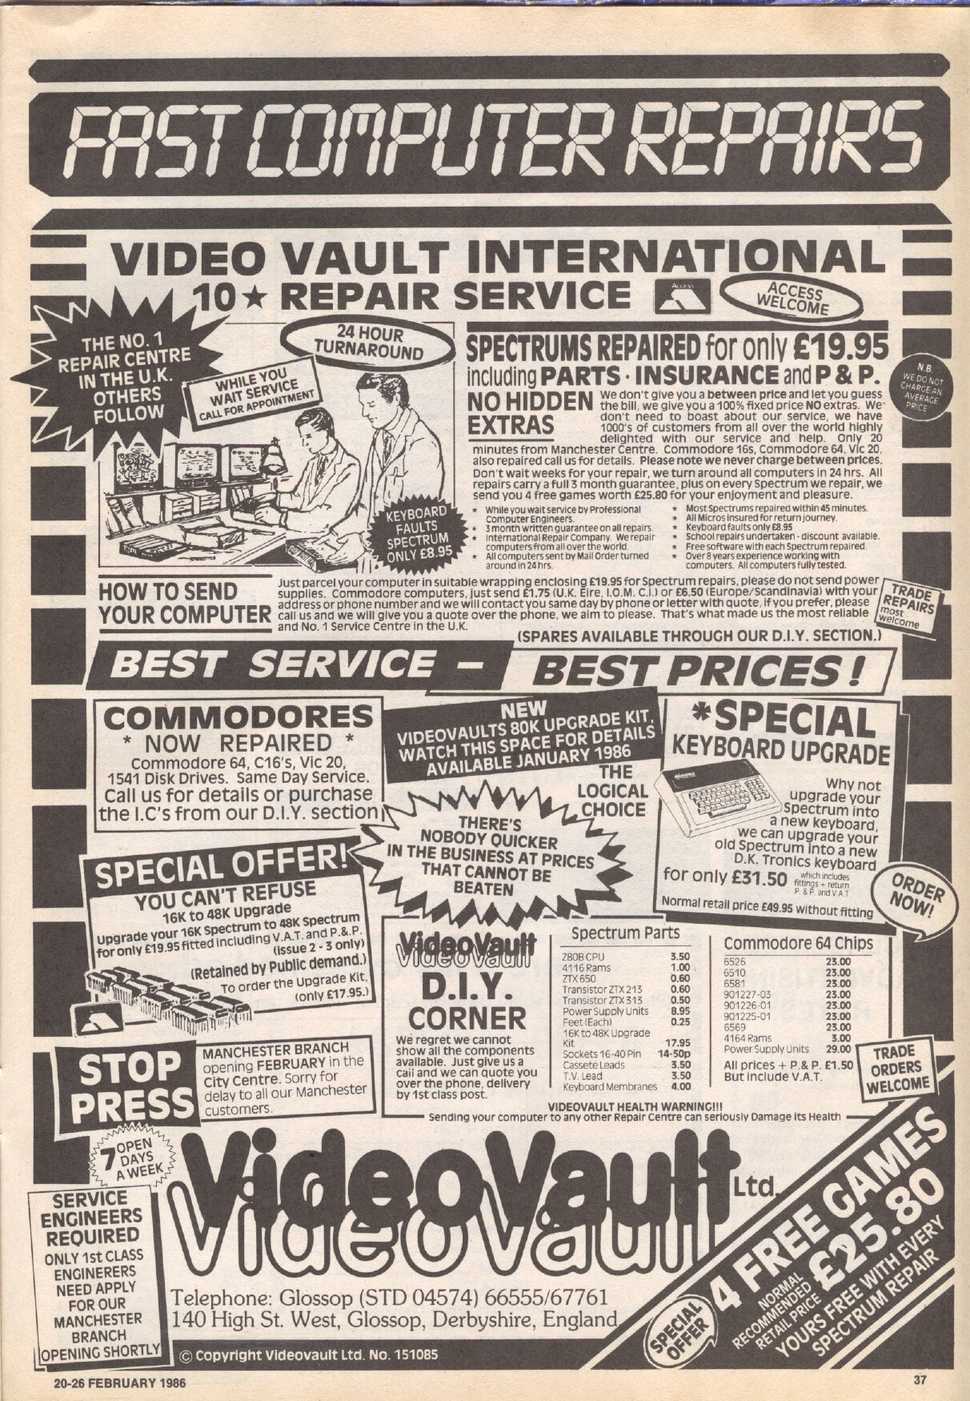 FAST COMPUTER REPAIRS
VIDEO VAULT INTERNATIONAL
10★ REPAIR SERVICE
ACCESS
ACCESS
WELCOME
THE NO. 1
REPAIR CENTRE
IN THE U.K.
OTHERS
FOLLOW
WHILE YOU
WAIT SERVICE
CALL FOR APPOINTMENT
24 HOUR
TURNAROUND
KEYBOARD
FAULTS
SPECTRUM
ONLY £8.95
SPECTRUMS REPAIRED for only £19.95
including PARTS · INSURANCE and P & P.
N.B.
WE DO NOT
CHARGE AN
AVERAGE
PRICE
NO HIDDEN
EXTRAS
We don't give you a between price and let you guess
the bill, we give you a 100% fixed price NO extras. We
don't need to boast about our service, we have
1000's of customers from all over the world highly
delighted with our service and help. Only 20
minutes from Manchester Centre. Commodore 16s, Commodore 64, Vic 20,
also repaired call us for details. Please note we never charge between prices.
Don't wait weeks for your repair, we turn around all computers in 24 hrs. All
repairs carry a full 3 month guarantee, plus on every Spectrum we repair, we
send you 4 free games worth £25.80 for your enjoyment and pleasure.
* While you wait service by Professional
Computer Engineers.
* 3 month written guarantee on all repairs.
* International Repair Company. We repair
computers from all over the world.
* All computers sent by Mail Order turned
around in 24 hrs.
* Most Spectrums repaired within 45 minutes.
* All Micros insured for return journey.
* Keyboard faults only £8.95
* School repairs undertaken - discount available.
* Free software with each Spectrum repaired.
* Over 8 years experience working with
computers. All computers fully tested.
HOW TO SEND
YOUR COMPUTER
Just parcel your computer in suitable wrapping enclosing £19.95 for Spectrum repairs, please do not send power
supplies. Commodore computers, just send £1.75 (U.K. Eire, I.O.M. C.I.) or £6.50 (Europe/Scandinavia) with your
address or phone number and we will contact you same day by phone or letter with quote, if you prefer, please
call us and we will give you a quote over the phone, we aim to please. That's what made us the most reliable
and No. 1 Service Centre in the U.K.
TRADE
REPAIRS
most
welcome
(SPARES AVAILABLE THROUGH OUR D.I.Y. SECTION.)
BEST SERVICE – BEST PRICES!
COMMODORES
* NOW REPAIRED *
Commodore 64, C16's, Vic 20,
1541 Disk Drives. Same Day Service.
Call us for details or purchase
the I.C's from our D.I.Y. section
NEW
VIDEOVAULTS 80K UPGRADE KIT,
WATCH THIS SPACE FOR DETAILS
AVAILABLE JANUARY 1986
THE
LOGICAL
CHOICE
THERE'S
NOBODY QUICKER
IN THE BUSINESS AT PRICES
THAT CANNOT BE
BEATEN
*SPECIAL
KEYBOARD UPGRADE
Why not
upgrade your
Spectrum into
a new keyboard,
we can upgrade your
old Spectrum into a new
D.K. Tronics keyboard
for only £31.50 which includes
fittings + return
P. & P. and V.A.T
Normal retail price £49.95 without fitting
ORDER
NOW!
SPECIAL OFFER!
YOU CAN'T REFUSE
16K to 48K Upgrade
Upgrade your 16K Spectrum to 48K Spectrum
for only £19.95 fitted including V.A.T. and P.&.P.
(issue 2 - 3 only)
(Retained by Public demand.)
To order the Upgrade Kit.
(only £17.95.)
VideoVault
D.I.Y.
CORNER
We regret we cannot
show all the components
available. Just give us a
call and we can quote you
over the phone, delivery
by 1st class post.
Spectrum Parts
Z80B CPU 3.50
4116 Rams 1.00
ZTX 650 0.60
Transistor ZTX 213 0.60
Transistor ZTX 313 0.50
Power Supply Units 8.95
Feet (Each) 0.25
16K to 48K Upgrade
Kit 17.95
Sockets 16-40 Pin 14-50p
Cassete Leads 3.50
T.V. Lead 3.50
Keyboard Membranes 4.00
Commodore 64 Chips
6526 23.00
6510 23.00
6581 23.00
901227-03 23.00
901226-01 23.00
901225-01 23.00
6569 23.00
4164 Rams 3.00
Power Supply Units 29.00
All prices + P. & P. £1.50
But include V.A.T.
TRADE
ORDERS
WELCOME
VIDEOVAULT HEALTH WARNING!!!
Sending your computer to any other Repair Centre can seriously Damage its Health
STOP
PRESS
MANCHESTER BRANCH
opening FEBRUARY in the
City Centre. Sorry for
delay to all our Manchester
customers.
7 OPEN
DAYS
A WEEK
SERVICE
ENGINEERS
REQUIRED
ONLY 1st CLASS
ENGINERERS
NEED APPLY
FOR OUR
MANCHESTER
BRANCH
OPENING SHORTLY
VideoVault Ltd.
Telephone: Glossop (STD 04574) 66555/67761
140 High St. West, Glossop, Derbyshire, England
© Copyright Videovault Ltd. No. 151085
SPECIAL
OFFER
4 FREE GAMES
NORMAL
RECOMMENDED
RETAIL PRICE
£25.80
YOURS FREE WITH EVERY
SPECTRUM REPAIR
20-26 FEBRUARY 1986
37